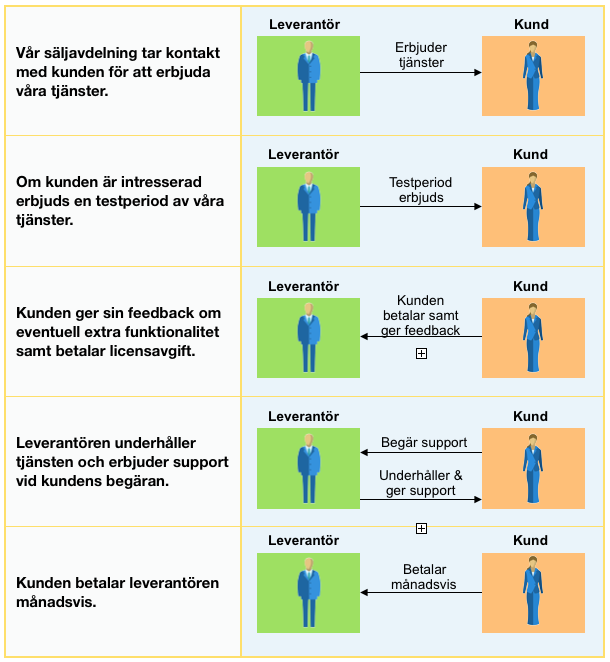 Leverantör
Kund
Vår säljavdelning tar kontakt
med kunden för att erbjuda
våra tjänster.
Erbjuder
tjänster
Leverantör
Kund
Om kunden är intresserad
erbjuds en testperiod av våra
tjänster.
Testperiod
erbjuds
Leverantör
Kund
Kunden ger sin feedback om
eventuell extra funktionalitet
samt betalar licensavgift.
Kunden
betalar samt
ger feedback
Leverantör
Kund
Leverantören underhåller
tjänsten och erbjuder support
vid kundens begäran.
Begär support
Underhåller &
ger support
Leverantör
Kund
Kunden betalar leverantören
månadsvis.
Betalar
månadsvis